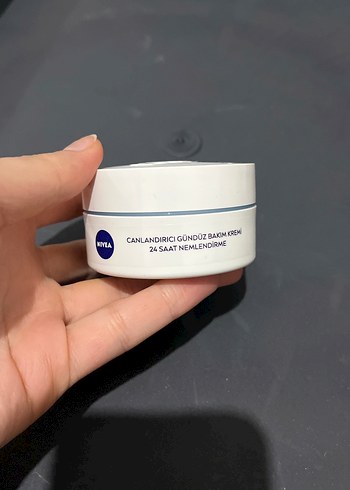 NIVEA
CANLANDIRICI GÜNDÜZ BAKIM KREMİ
24 SAAT NEMLENDİRME